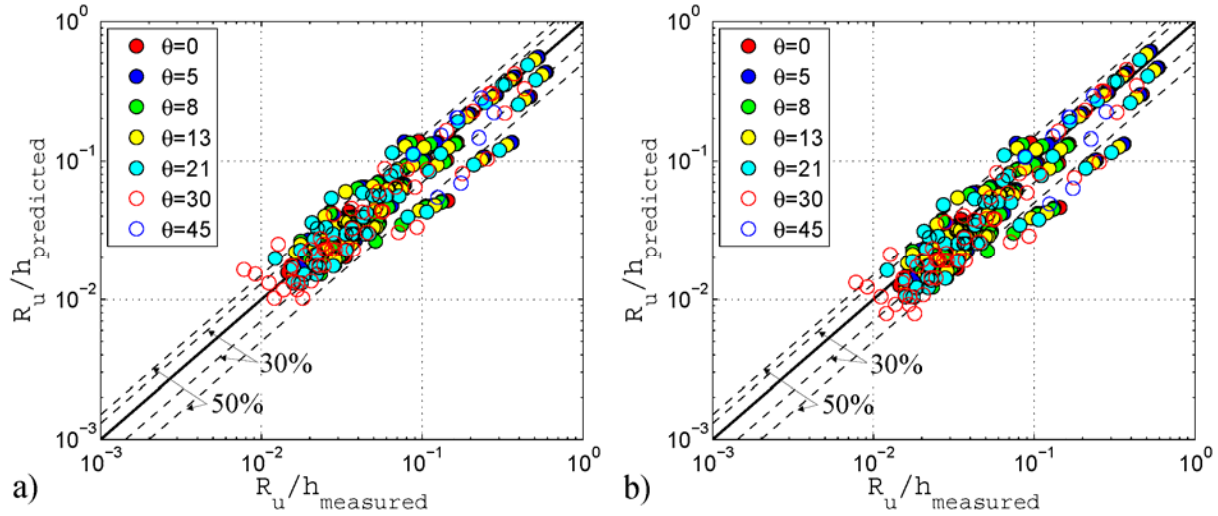 10^0
θ=0
θ=5
θ=8
θ=13
θ=21
θ=30
θ=45
10^-1
R_u/h_predicted
10^-2
30%
50%
10^-3
10^-3
10^-2
10^-1
10^0
a)
R_u/h_measured
10^0
θ=0
θ=5
θ=8
θ=13
θ=21
θ=30
θ=45
10^-1
R_u/h_predicted
10^-2
30%
50%
10^-3
10^-3
10^-2
10^-1
10^0
b)
R_u/h_measured